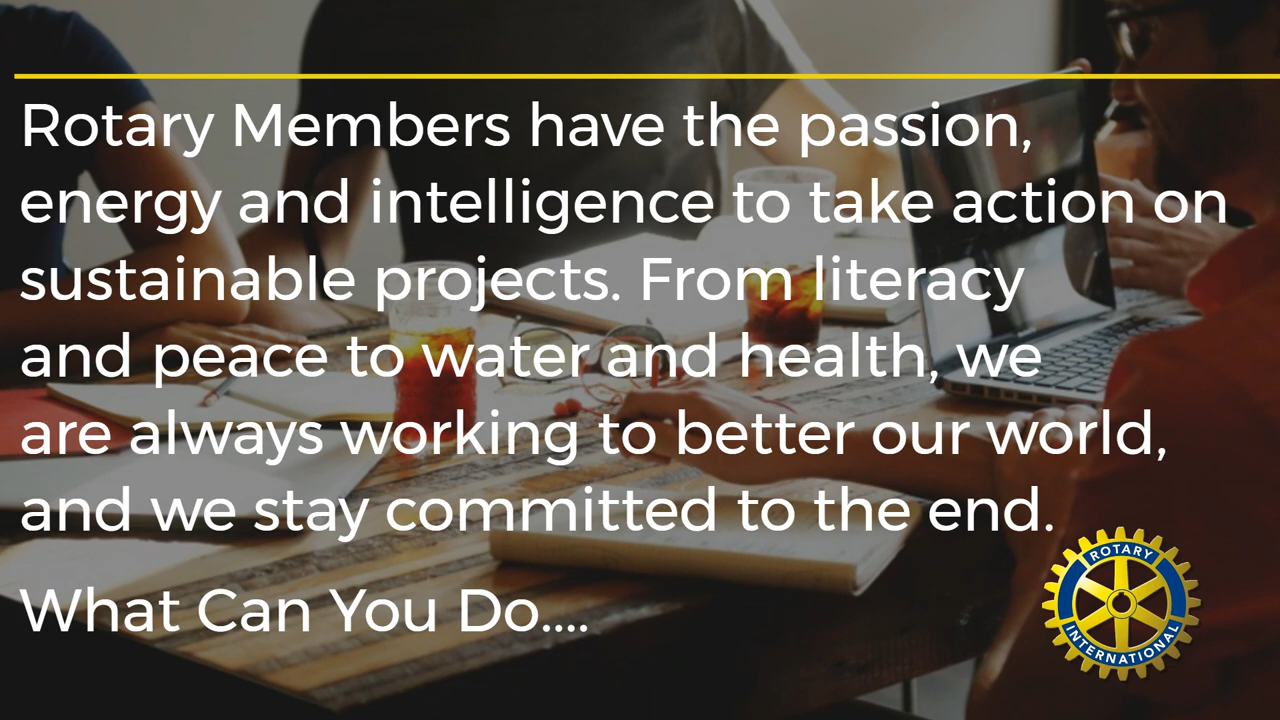 Rotary Members have the passion,
energy and intelligence to take action on
sustainable projects. From literacy
and peace to water and health, we
are always working to better our world,
and we stay committed to the end.
What Can You Do....
ROTARY
INTERNATIONAL